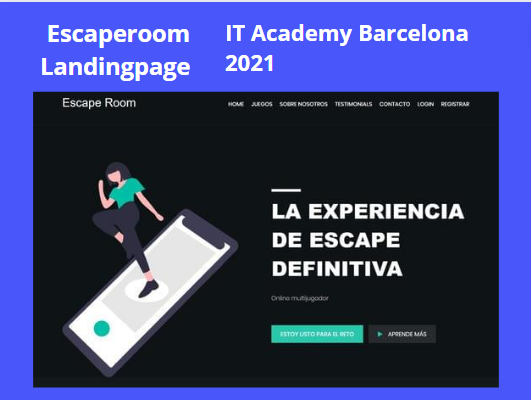 Escaperoom
Landingpage
IT Academy Barcelona
2021
Escape Room
HOME JUEGOS SOBRE NOSOTROS TESTIMONIALS CONTACTO LOGIN REGISTRAR
LA EXPERIENCIA
DE ESCAPE
DEFINITIVA
Online multijugador
ESTOY LISTO PARA EL RETO
APRENDE MÁS